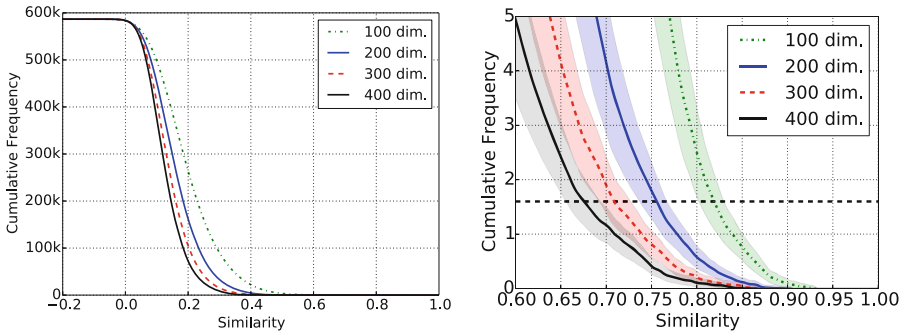 600k
500k
400k
300k
200k
100k
Cumulative Frequency
−0.2 0.0 0.2 0.4 0.6 0.8 1.0
Similarity
100 dim.
200 dim.
300 dim.
400 dim.
5
4
3
2
1
0
Cumulative Frequency
0.60 0.65 0.70 0.75 0.80 0.85 0.90 0.95 1.00
Similarity
100 dim.
200 dim.
300 dim.
400 dim.